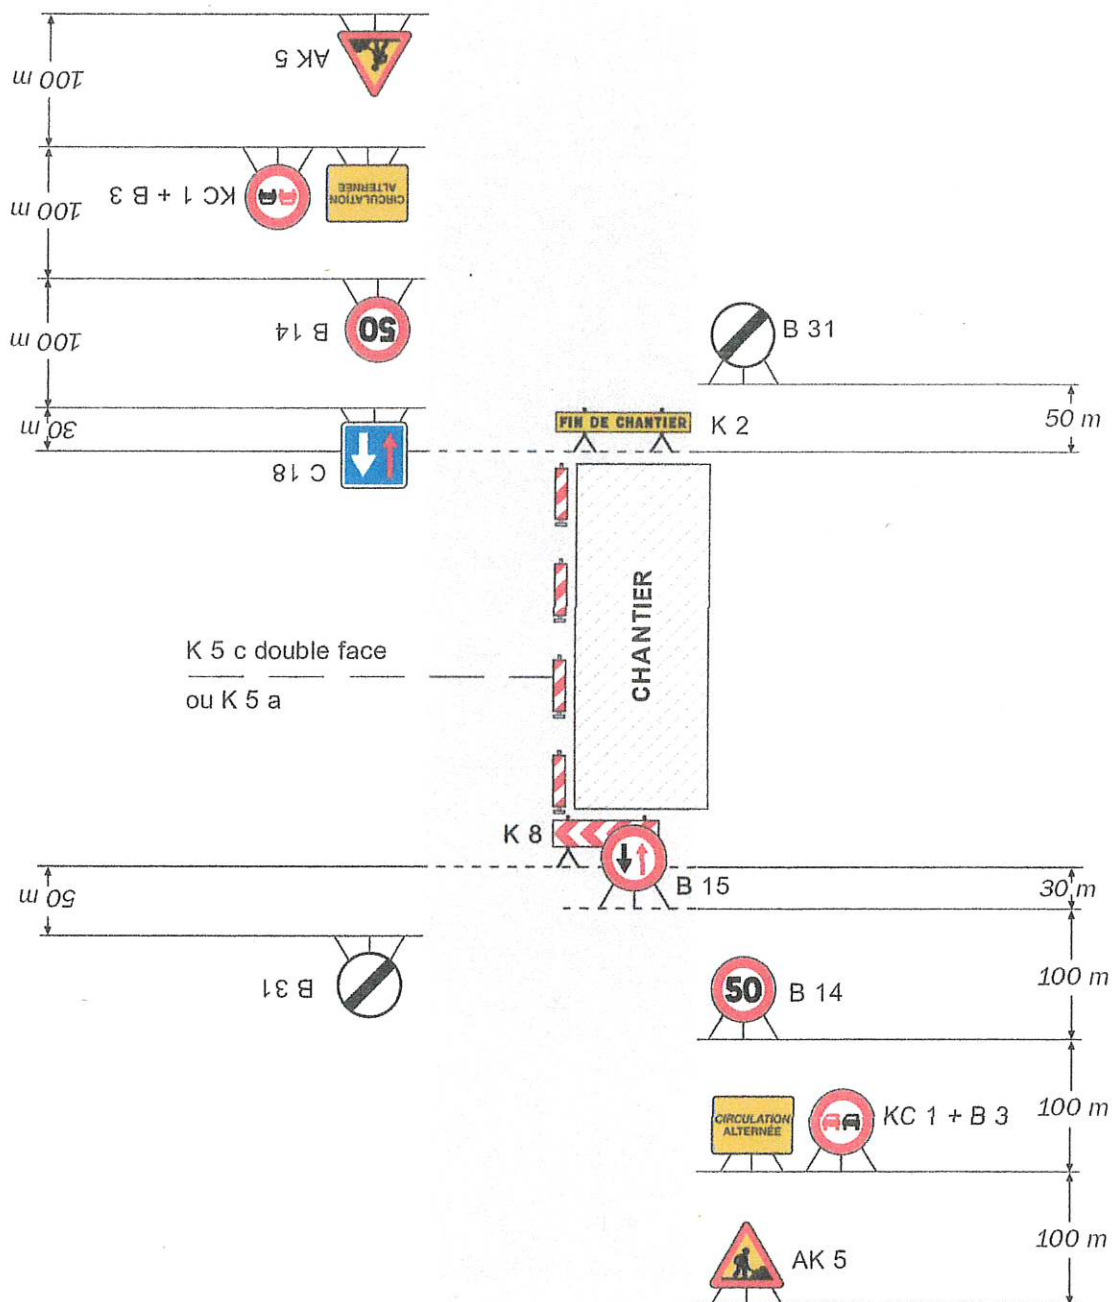 AK 5
100 m
KC 1 + B 3
CIRCULATION
ALTERNÉE
100 m
B 14
50
100 m
30 m
C 18
B 31
50 m
FIN DE CHANTIER
K 2
CHANTIER
K 5 c double face
ou K 5 a
K 8
B 15
30 m
50 m
B 31
50
B 14
100 m
CIRCULATION
ALTERNÉE
KC 1 + B 3
100 m
AK 5
100 m
100 m